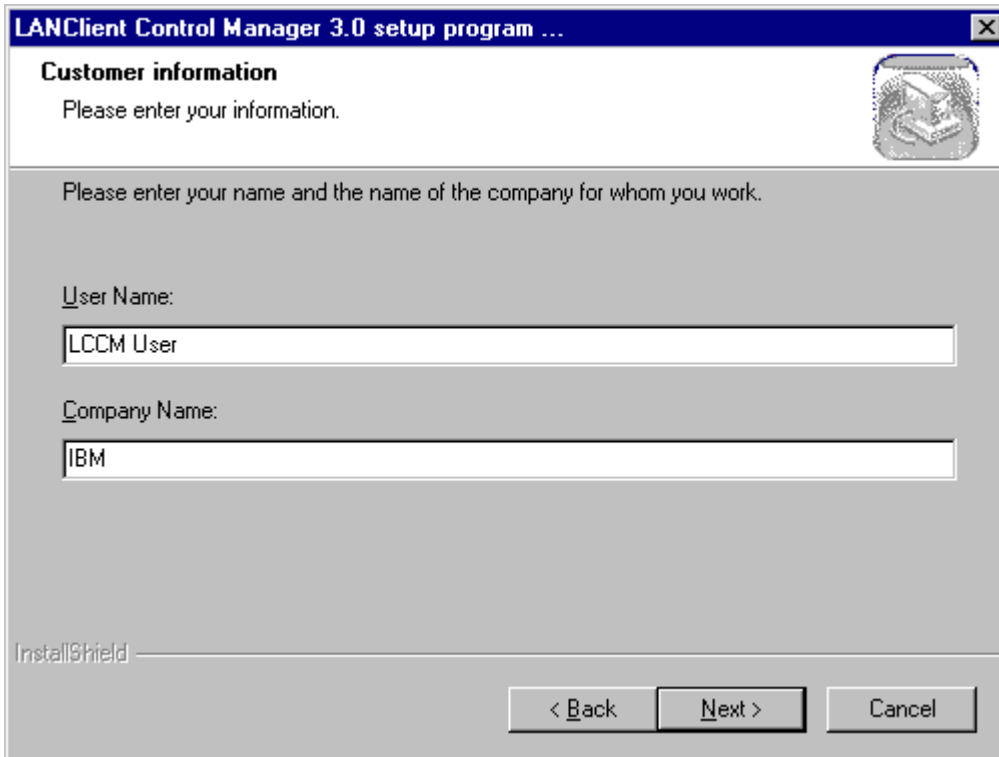 LANClient Control Manager 3.0 setup program ...
Customer information
Please enter your information.
Please enter your name and the name of the company for whom you work.
User Name:
LCCM User
Company Name:
IBM
InstallShield
< Back Next > Cancel